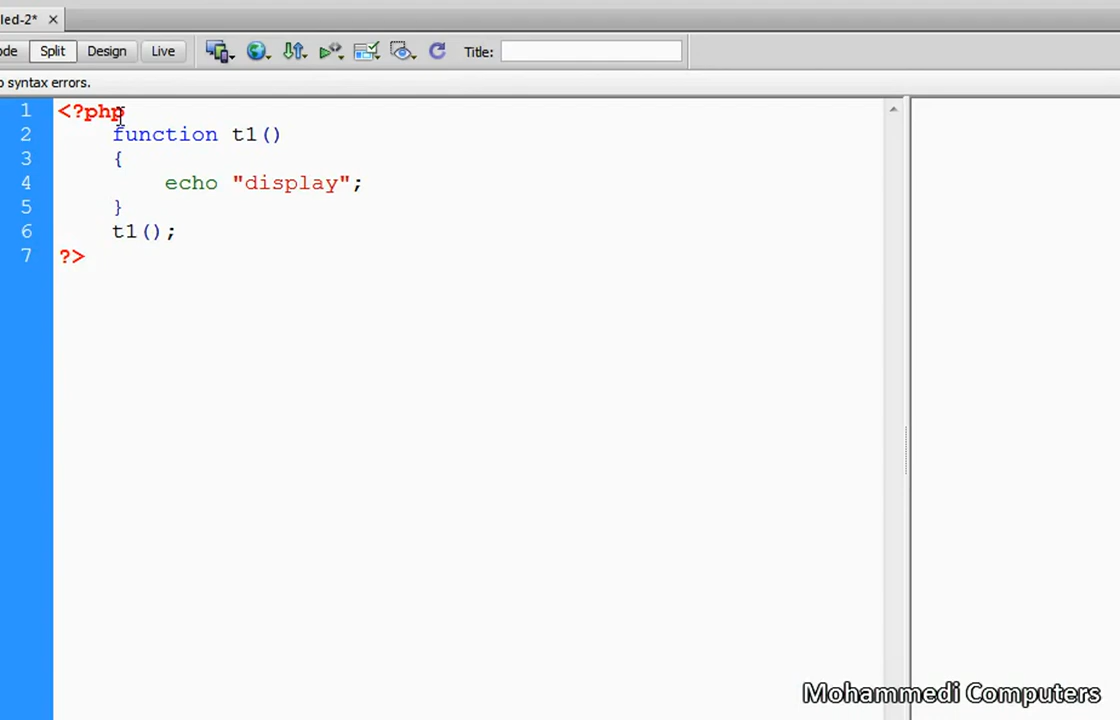 led-2* ×
ode Split Design Live Title:
o syntax errors.
1 <?php
2 function t1()
3 {
4 echo "display";
5 }
6 t1();
7 ?>
Mohammedi Computers